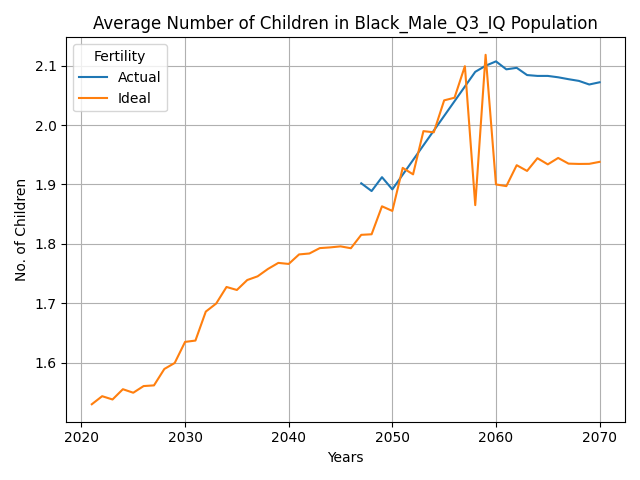 Average Number of Children in Black_Male_Q3_IQ Population
Fertility
Actual
Ideal
No. of Children
2.1
2.0
1.9
1.8
1.7
1.6
2020 2030 2040 2050 2060 2070
Years